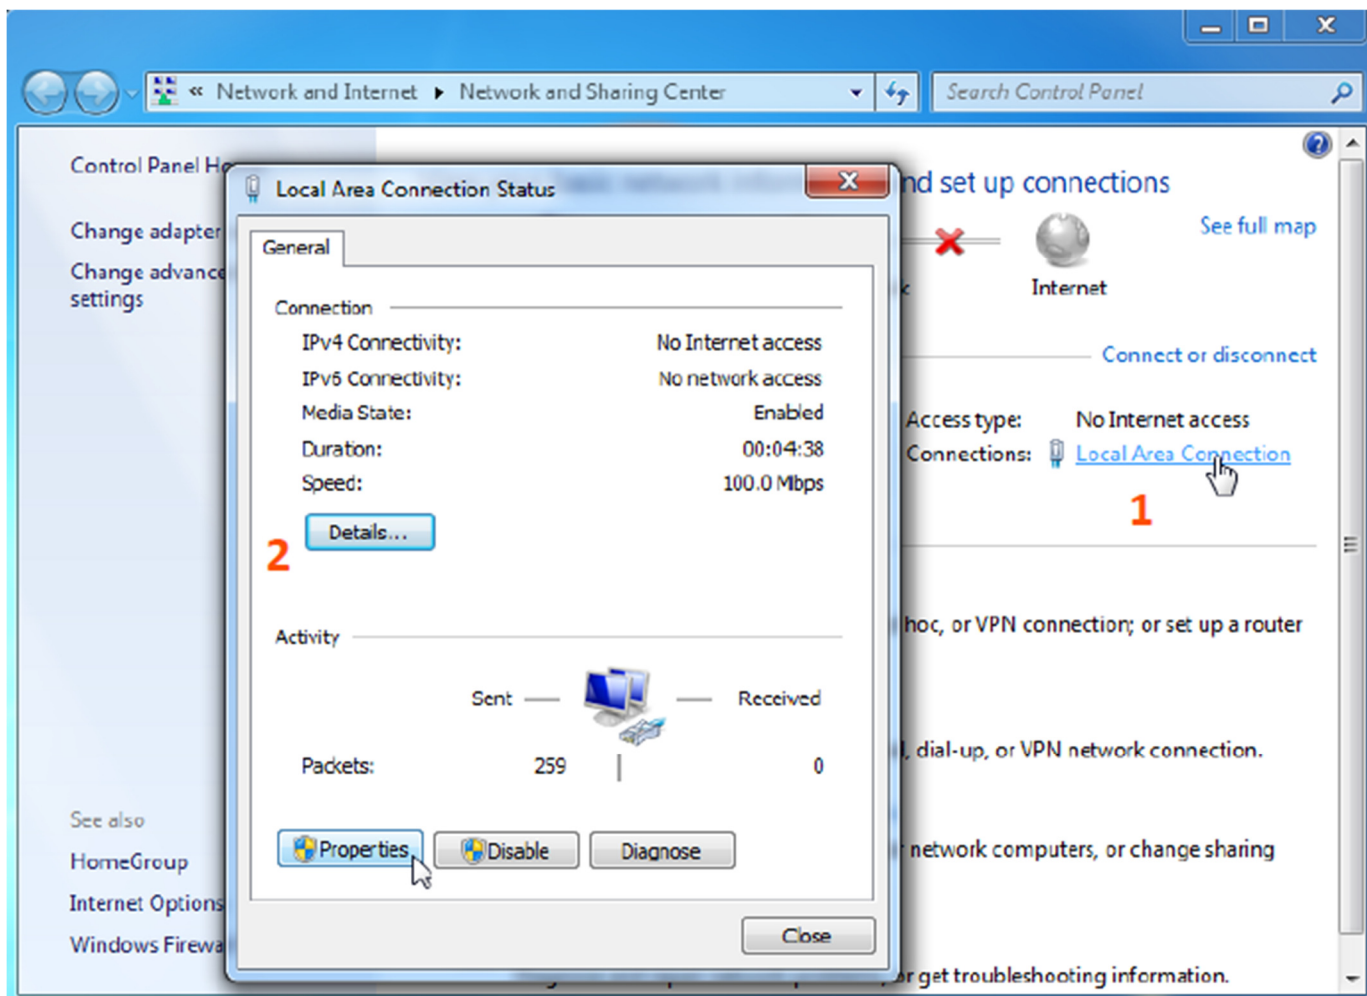 « Network and Internet ▸ Network and Sharing Center
Search Control Panel
Control Panel
Change adapter
Change advance
settings
See also
HomeGroup
Internet Options
Windows Firewa
Local Area Connection Status
General
Connection
IPv4 Connectivity: No Internet access
IPv6 Connectivity: No network access
Media State: Enabled
Duration: 00:04:38
Speed: 100.0 Mbps
Details...
2
Activity
Sent Received
Packets: 259 0
Properties Disable Diagnose
Close
nd set up connections
See full map
Internet
Connect or disconnect
Access type: No Internet access
Connections: Local Area Connection
1
hoc, or VPN connection; or set up a router
, dial-up, or VPN network connection.
network computers, or change sharing
or get troubleshooting information.